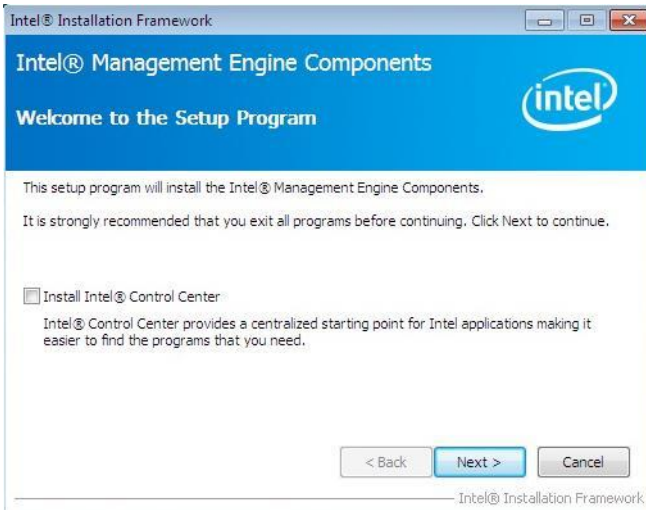 Intel® Installation Framework
Intel® Management Engine Components
Welcome to the Setup Program
intel
This setup program will install the Intel® Management Engine Components.
It is strongly recommended that you exit all programs before continuing. Click Next to continue.
Install Intel® Control Center
Intel® Control Center provides a centralized starting point for Intel applications making it
easier to find the programs that you need.
< Back Next > Cancel
Intel® Installation Framework